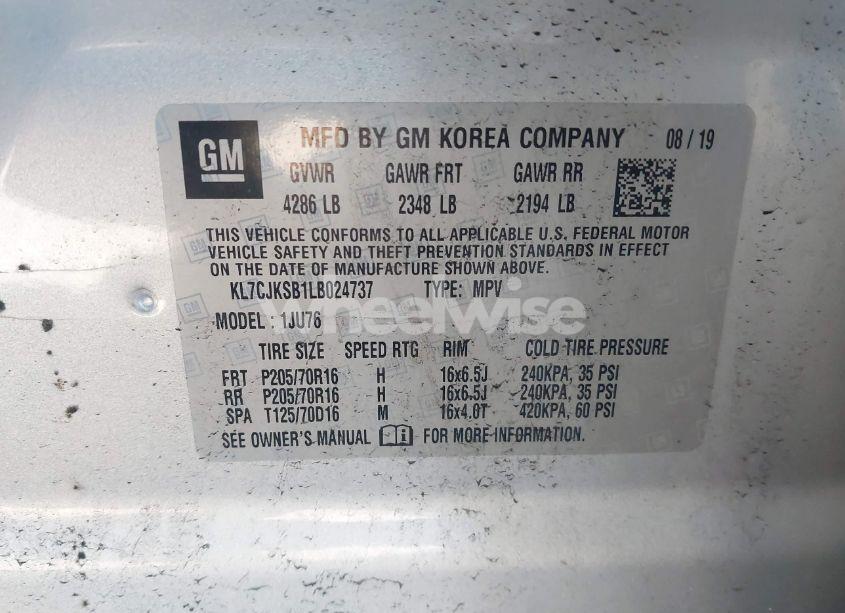 GM
MFD BY GM KOREA COMPANY 08 / 19
GVWR GAWR FRT GAWR RR
4286 LB 2348 LB 2194 LB
THIS VEHICLE CONFORMS TO ALL APPLICABLE U.S. FEDERAL MOTOR
VEHICLE SAFETY AND THEFT PREVENTION STANDARDS IN EFFECT
ON THE DATE OF MANUFACTURE SHOWN ABOVE.
KL7CJKSB1LB024737 TYPE: MPV
MODEL : 1JU76
wheelwise
TIRE SIZE SPEED RTG RIM COLD TIRE PRESSURE
FRT P205/70R16 H 16x6.5J 240KPA, 35 PSI
RR P205/70R16 H 16x6.5J 240KPA, 35 PSI
SPA T125/70D16 M 16x4.0T 420KPA, 60 PSI
SEE OWNER'S MANUAL FOR MORE INFORMATION.